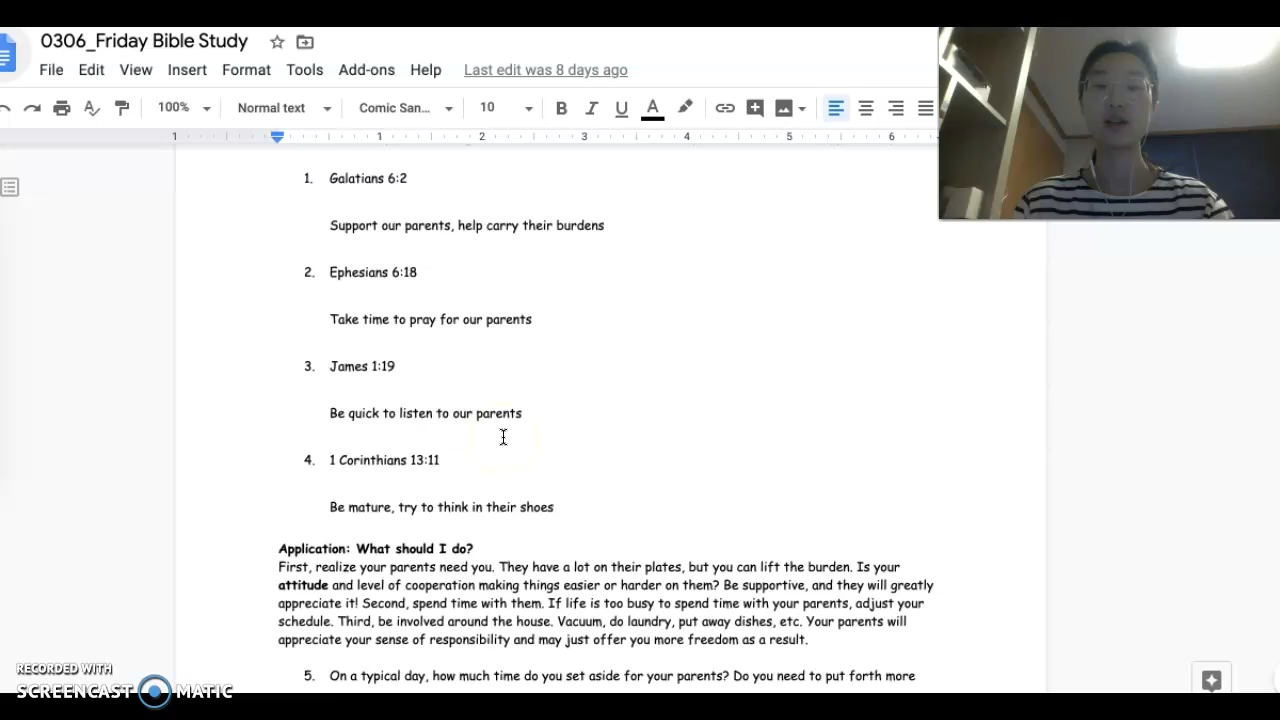 0306_Friday Bible Study
File Edit View Insert Format Tools Add-ons Help Last edit was 8 days ago
100% Normal text Comic San... 10 B I U A
1 1 2 3 4 5 6
1. Galatians 6:2
Support our parents, help carry their burdens
2. Ephesians 6:18
Take time to pray for our parents
3. James 1:19
Be quick to listen to our parents
4. 1 Corinthians 13:11
Be mature, try to think in their shoes
Application: What should I do?
First, realize your parents need you. They have a lot on their plates, but you can lift the burden. Is your
attitude and level of cooperation making things easier or harder on them? Be supportive, and they will greatly
appreciate it! Second, spend time with them. If life is too busy to spend time with your parents, adjust your
schedule. Third, be involved around the house. Vacuum, do laundry, put away dishes, etc. Your parents will
appreciate your sense of responsibility and may just offer you more freedom as a result.
5. On a typical day, how much time do you set aside for your parents? Do you need to put forth more
RECORDED WITH
SCREENCAST MATIC